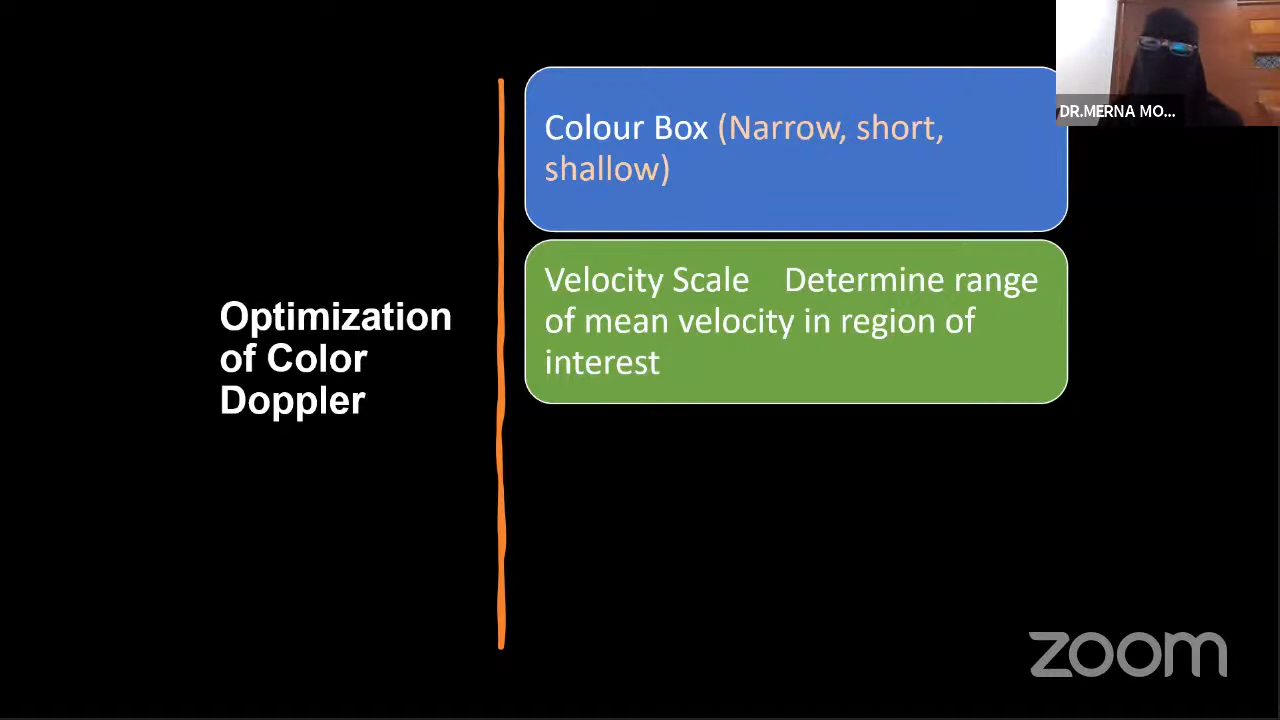 DR.MERNA MO...
Colour Box (Narrow, short,
shallow)
Velocity Scale Determine range
of mean velocity in region of
interest
Optimization
of Color
Doppler
zoom